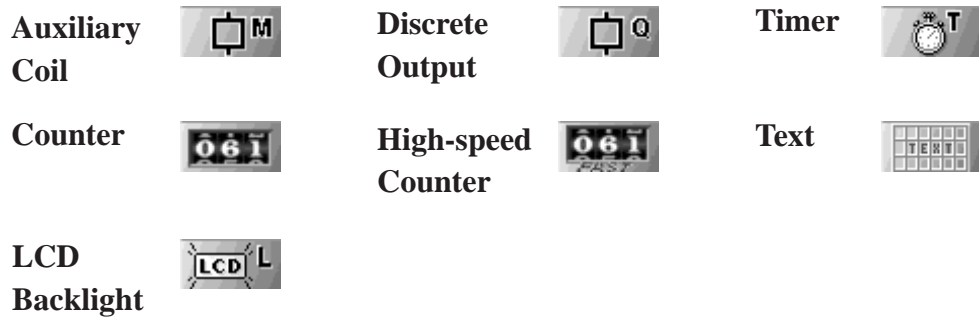 Auxiliary
Coil
M
Discrete
Output
Q
Timer
T
Counter
061
High-speed
Counter
061
FAST
Text
TEXT
LCD
Backlight
LCD L